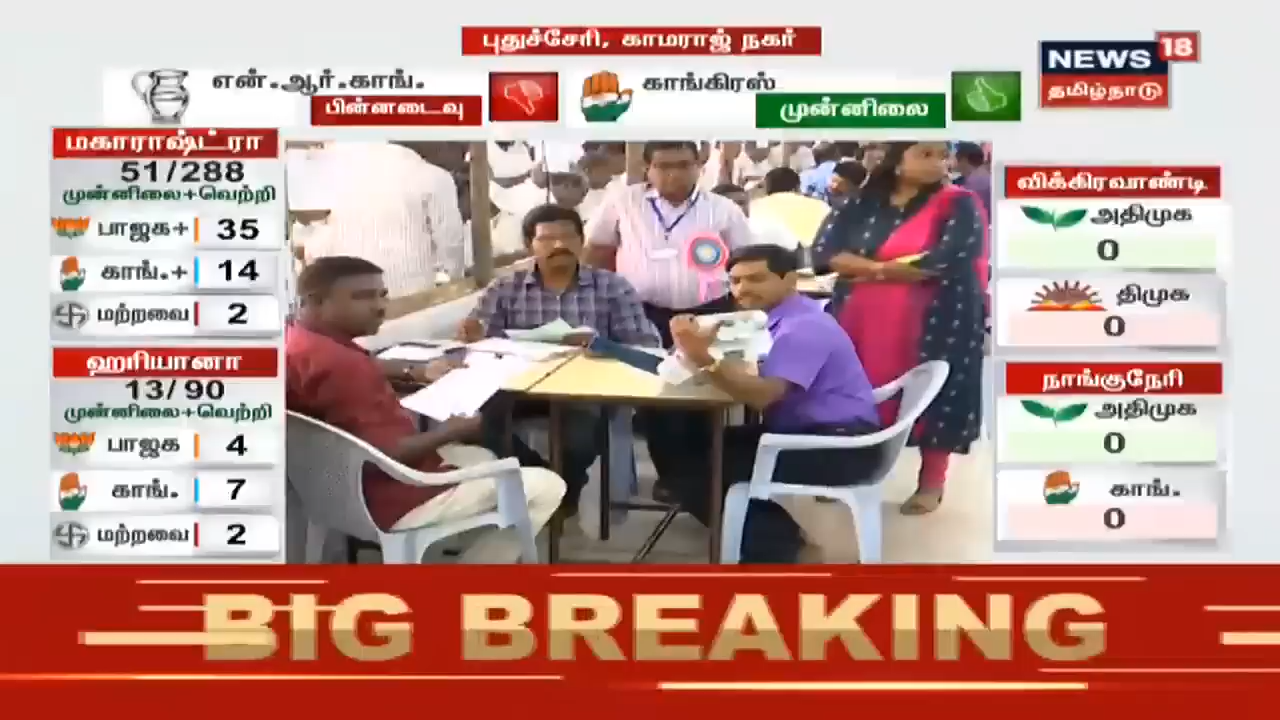 புதுச்சேரி, காமராஜ் நகர்
என்.ஆர்.காங்.
பின்னடைவு
காங்கிரஸ்
முன்னிலை
NEWS 18
தமிழ்நாடு
மகாராஷ்ட்ரா
51/288
முன்னிலை+வெற்றி
பாஜக+ 35
காங்.+ 14
மற்றவை 2
ஹரியானா
13/90
முன்னிலை+வெற்றி
பாஜக 4
காங். 7
மற்றவை 2
விக்கிரவாண்டி
அதிமுக
0
திமுக
0
நாங்குநேரி
அதிமுக
0
காங்.
0
BIG BREAKING